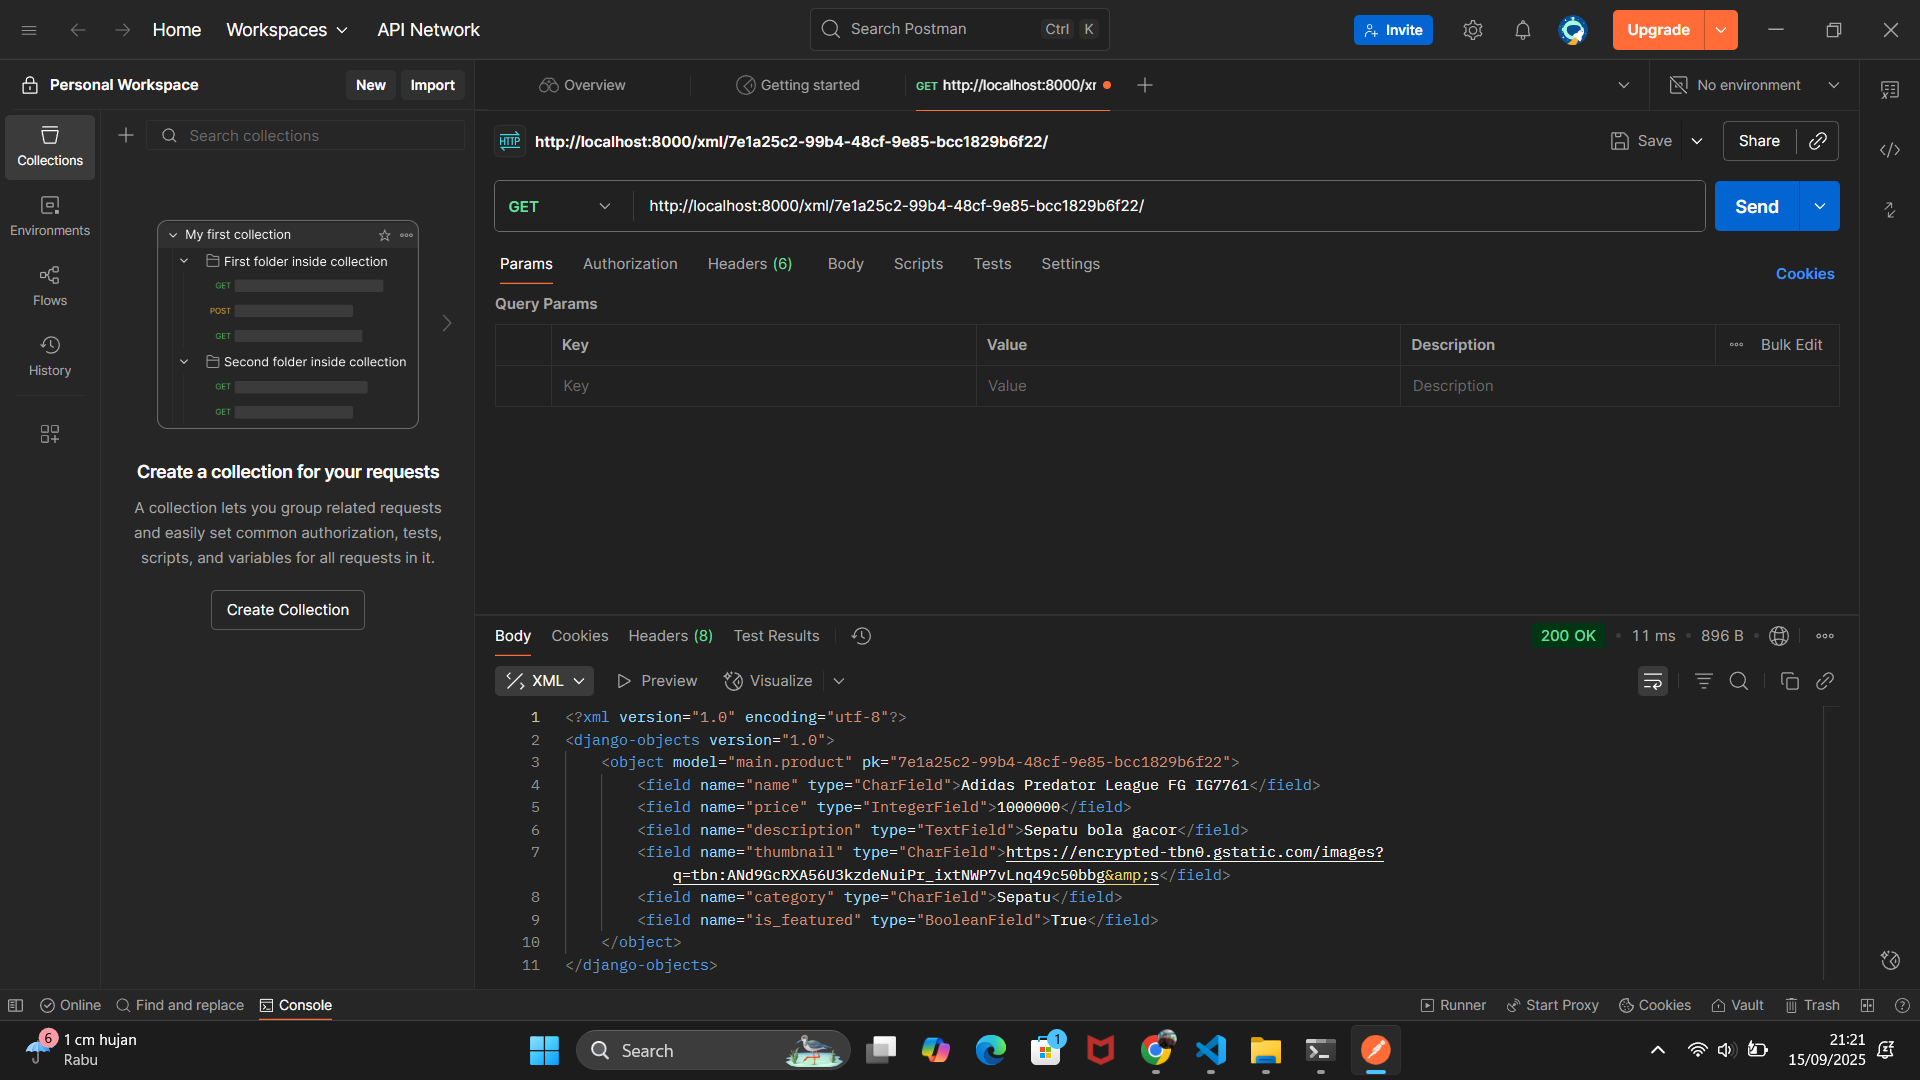 Home
Workspaces
API Network
Search Postman
Ctrl
K
Invite
Upgrade
Personal Workspace
New
Import
Overview
Getting started
GET http://localhost:8000/xr
No environment
Search collections
Collections
Environments
Flows
History
My first collection
First folder inside collection
GET
POST
GET
Second folder inside collection
GET
GET
Create a collection for your requests
A collection lets you group related requests
and easily set common authorization, tests,
scripts, and variables for all requests in it.
Create Collection
HTTP
http://localhost:8000/xml/7e1a25c2-99b4-48cf-9e85-bcc1829b6f22/
Save
Share
GET
http://localhost:8000/xml/7e1a25c2-99b4-48cf-9e85-bcc1829b6f22/
Send
Params
Authorization
Headers (6)
Body
Scripts
Tests
Settings
Cookies
Query Params
Key
Value
Description
Bulk Edit
Key
Value
Description
Body
Cookies
Headers (8)
Test Results
200 OK
11 ms
896 B
XML
Preview
Visualize
1 <?xml version="1.0" encoding="utf-8"?>
2 <django-objects version="1.0">
3 <object model="main.product" pk="7e1a25c2-99b4-48cf-9e85-bcc1829b6f22">
4 <field name="name" type="CharField">Adidas Predator League FG IG7761</field>
5 <field name="price" type="IntegerField">1000000</field>
6 <field name="description" type="TextField">Sepatu bola gacor</field>
7 <field name="thumbnail" type="CharField">https://encrypted-tbn0.gstatic.com/images?
q=tbn:ANd9GcRXA56U3kzdeNuiPr_ixtNWP7vLnq49c50bbg&amp;s</field>
8 <field name="category" type="CharField">Sepatu</field>
9 <field name="is_featured" type="BooleanField">True</field>
10 </object>
11 </django-objects>
Online
Find and replace
Console
Runner
Start Proxy
Cookies
Vault
Trash
6
1 cm hujan
Rabu
Search
1
21:21
15/09/2025